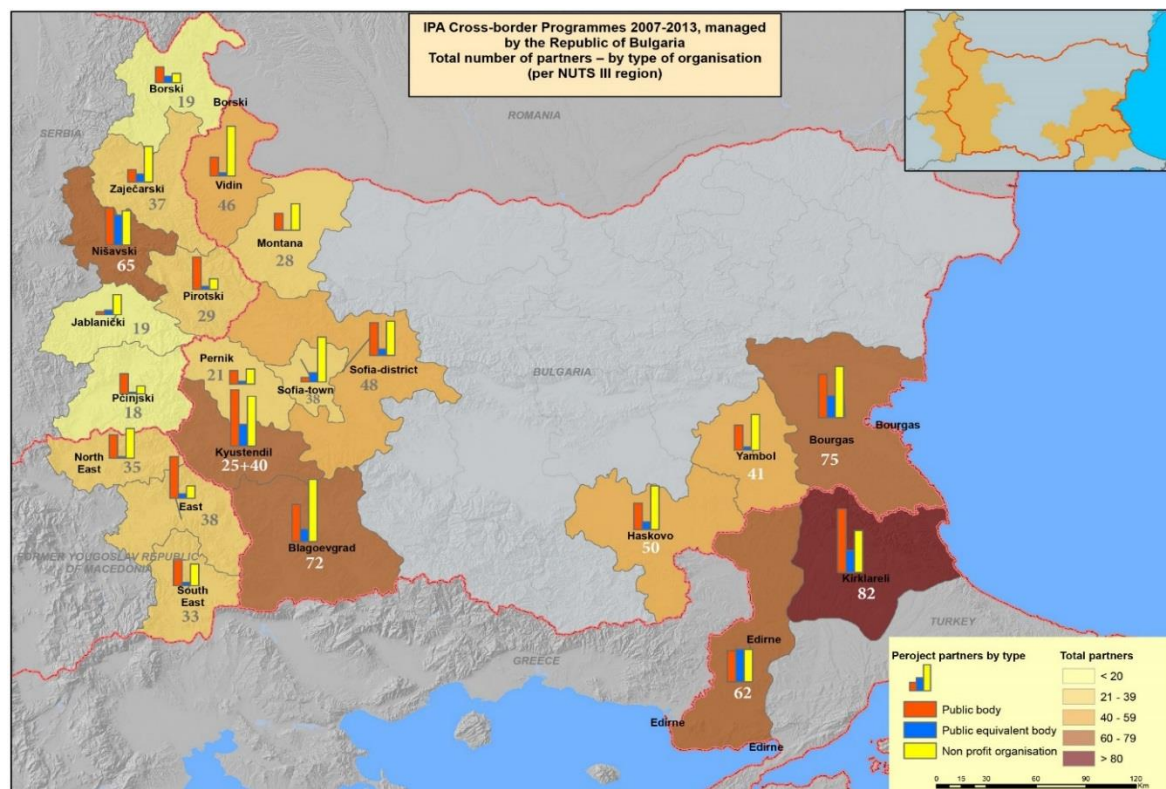 IPA Cross-border Programmes 2007-2013, managed
by the Republic of Bulgaria
Total number of partners – by type of organisation
(per NUTS III region)
ROMANIA
SERBIA
Borski
19
Borski
Zaječarski
37
Vidin
46
Nišavski
65
Montana
28
Pirotski
29
Jablanički
19
Pčinjski
18
Pernik
21
Sofia-town
38
Sofia-district
48
BULGARIA
Kyustendil
25+40
North
East
35
East
38
Blagoevgrad
72
FORMER YOUGOSLAV REPUBLIC
OF MACEDONIA
South
East
33
Haskovo
50
Yambol
41
Bourgas
75
Bourgas
Kirklareli
82
Edirne
62
Edirne
Edirne
GREECE
TURKEY
Peroject partners by type
Public body
Public equivalent body
Non profit organisation
Total partners
< 20
21 - 39
40 - 59
60 - 79
> 80
0 15 30 60 90 120
Km